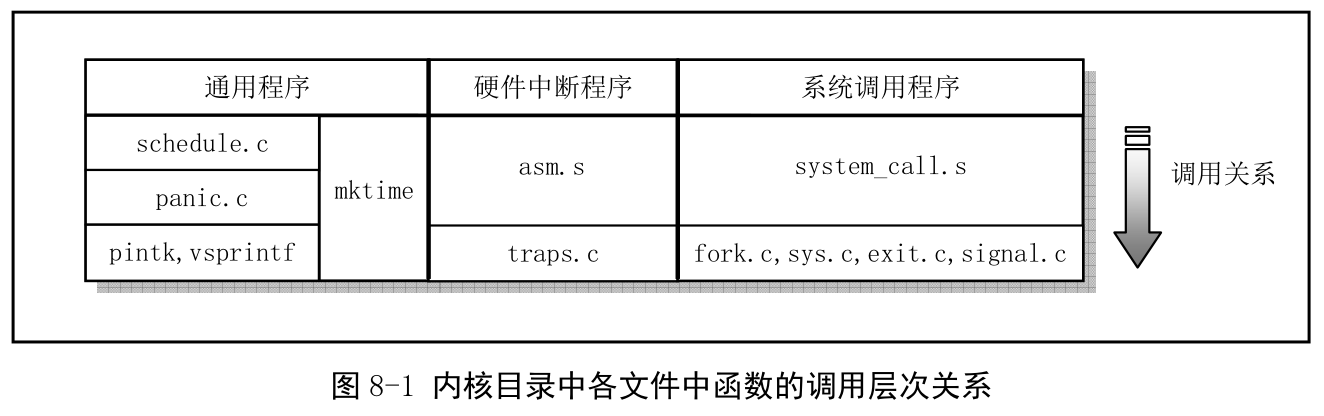 通用程序 硬件中断程序 系统调用程序
schedule.c
panic.c
pintk,vsprintf
mktime
asm.s
traps.c
system_call.s
fork.c,sys.c,exit.c,signal.c
调用关系
图 8-1 内核目录中各文件中函数的调用层次关系